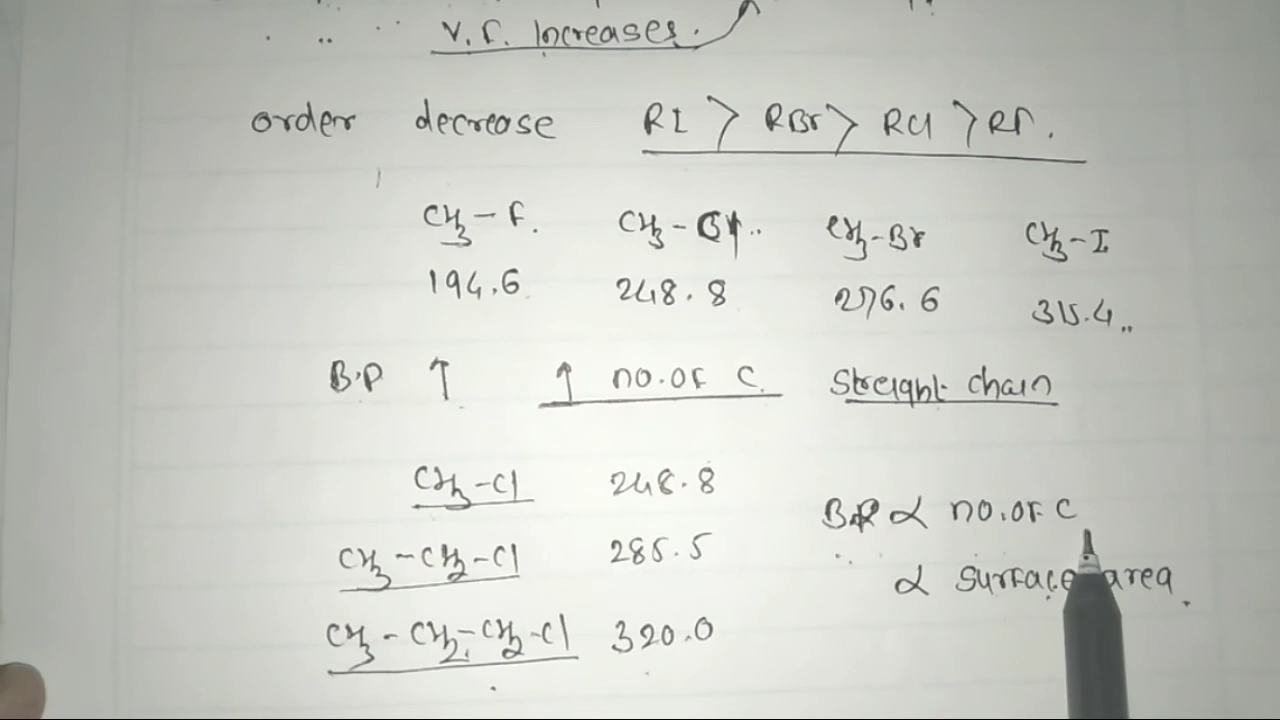 V.F. Increases.
order decrease RI > RBr > RCl > RF.
CH3 - F. CH3 - Cl.. CH3-Br CH3-I
194.6 248.8 276.6 315.4..
B.P ↑ ↑ no.of C. Streight chain
CH3-Cl 248.8
B.P ∝ no.of C
CH3-CH2-Cl 285.5
∝ surface area.
CH3-CH2-CH2-Cl 320.0